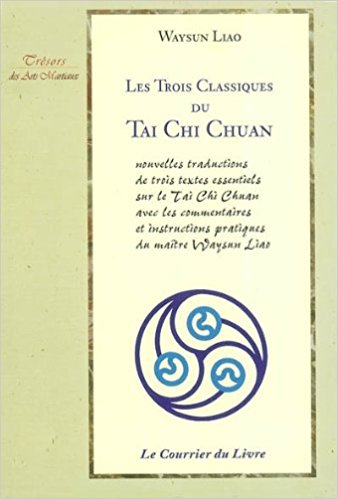 WAYSUN LIAO
Trésors
des Arts Martiaux
LES TROIS CLASSIQUES
DU
TAI CHI CHUAN
nouvelles traductions
de trois textes essentiels
sur le Tai Chi Chuan
avec les commentaires
et instructions pratiques
du maître Waysun Liao
Le Courrier du Livre